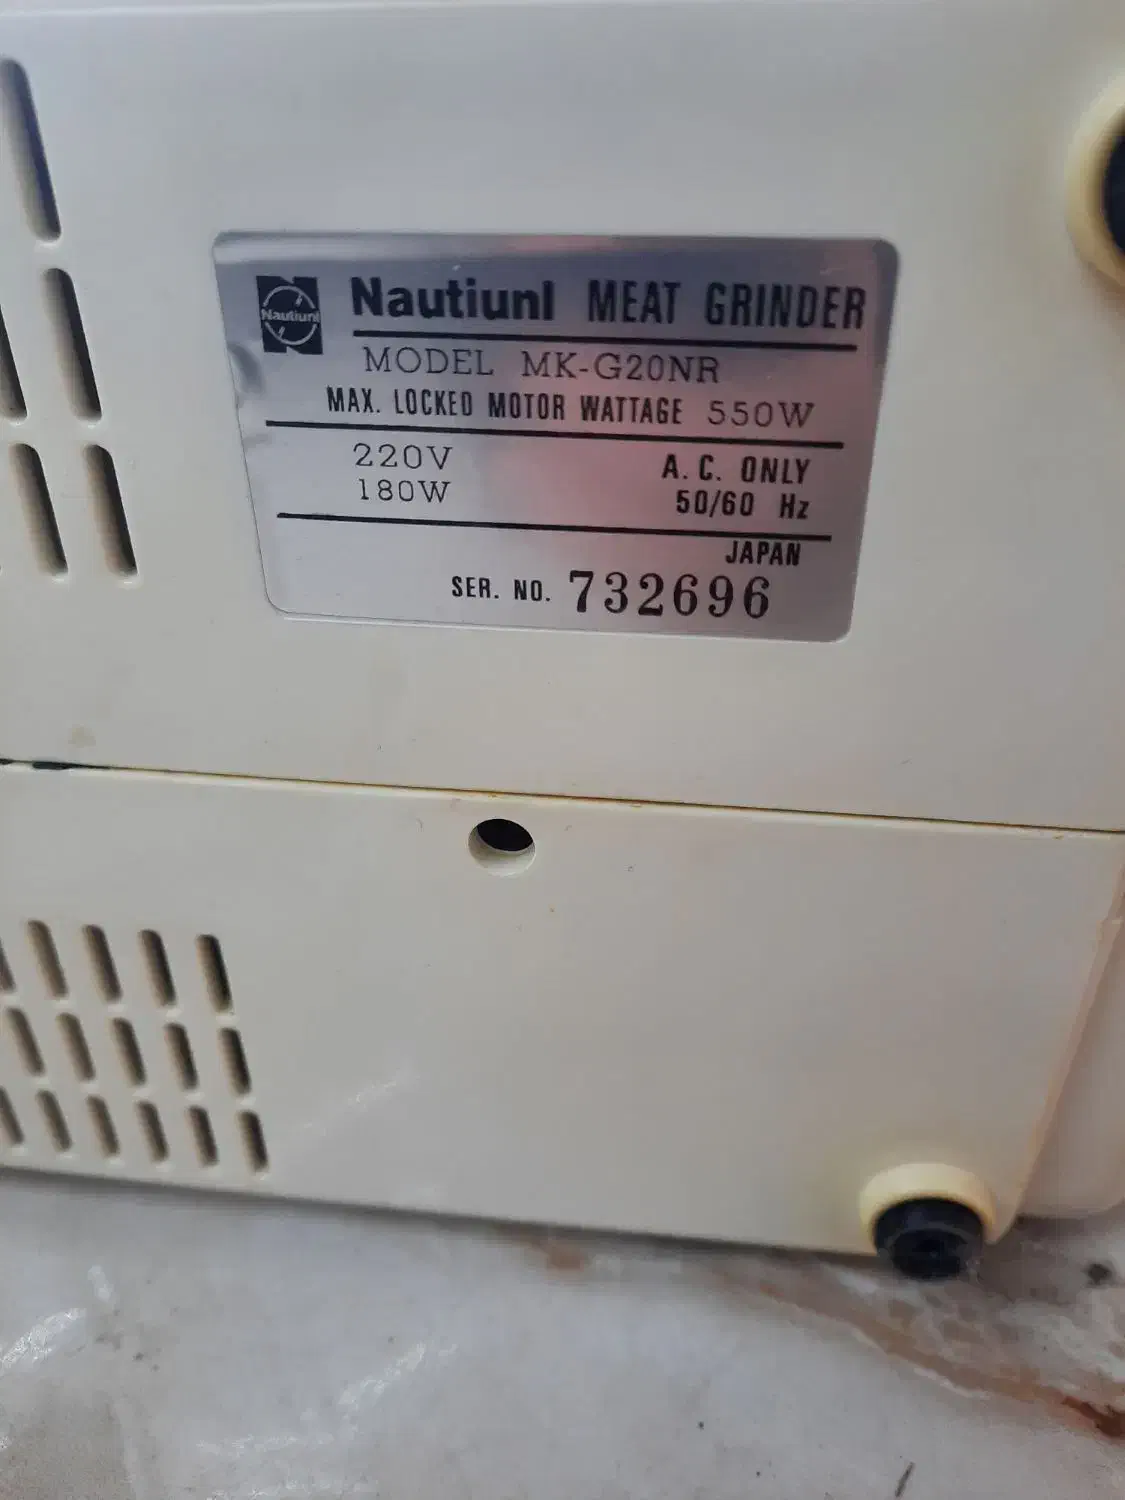 Nautiunl
Nautiunl MEAT GRINDER
MODEL MK-G20NR
MAX. LOCKED MOTOR WATTAGE 550W
220V A.C. ONLY
180W 50/60 Hz
JAPAN
SER. NO. 732696